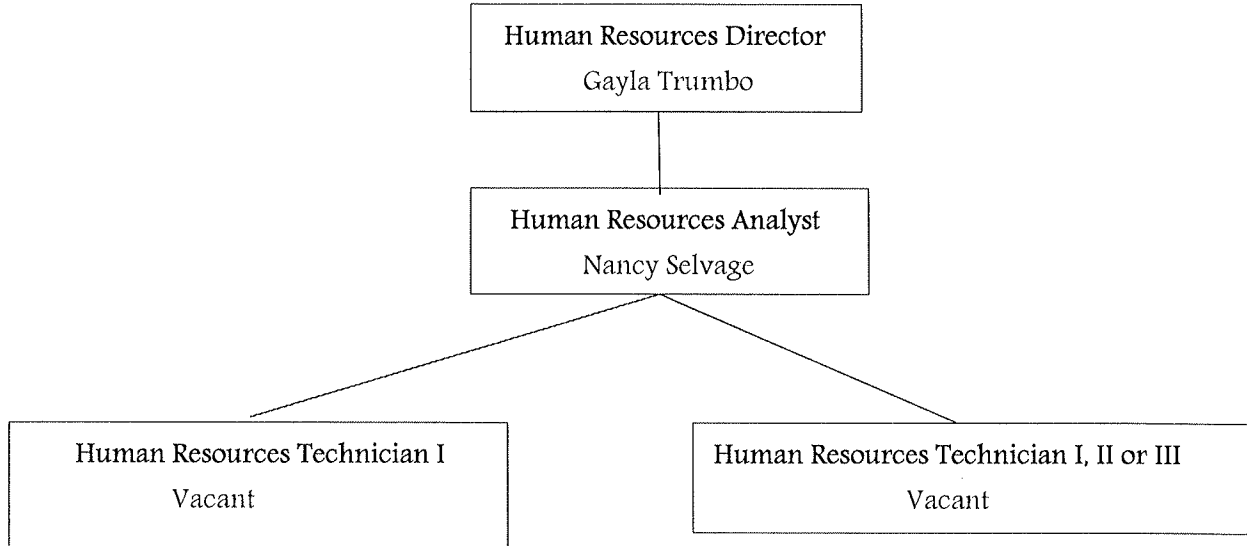 Human Resources Director
Gayla Trumbo
Human Resources Analyst
Nancy Selvage
Human Resources Technician I
Vacant
Human Resources Technician I, II or III
Vacant